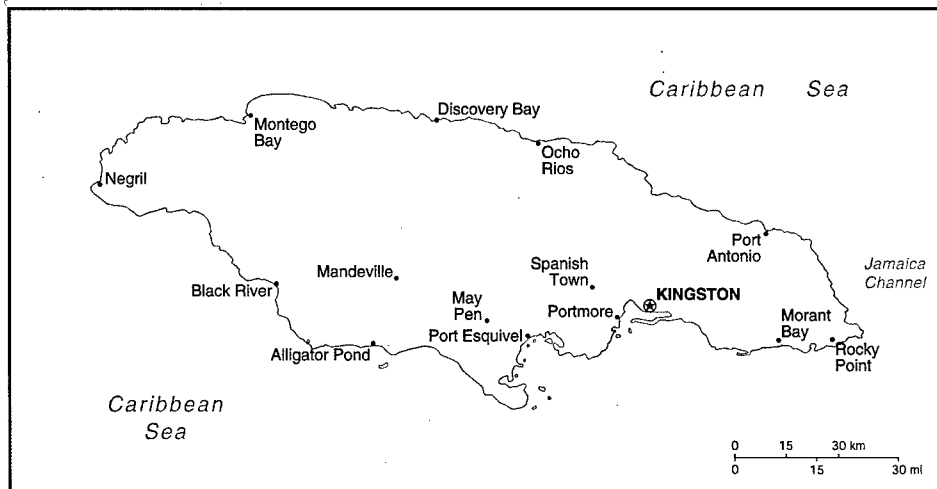 Caribbean Sea
Discovery Bay
Montego
Bay
Ocho
Rios
Negril
Port
Antonio
Jamaica
Channel
Spanish
Town
Mandeville
Black River
KINGSTON
May
Pen
Portmore
Morant
Bay
Port Esquivel
Alligator Pond
Rocky
Point
Caribbean
Sea
0 15 30 km
0 15 30 mi